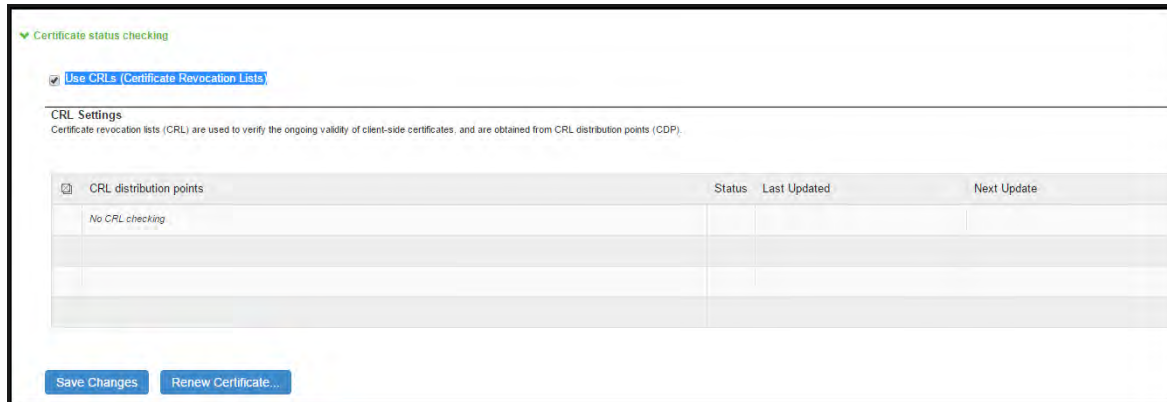 Certificate status checking
Use CRLs (Certificate Revocation Lists)
CRL Settings
Certificate revocation lists (CRL) are used to verify the ongoing validity of client-side certificates, and are obtained from CRL distribution points (CDP).
CRL distribution points Status Last Updated Next Update
No CRL checking
Save Changes Renew Certificate...